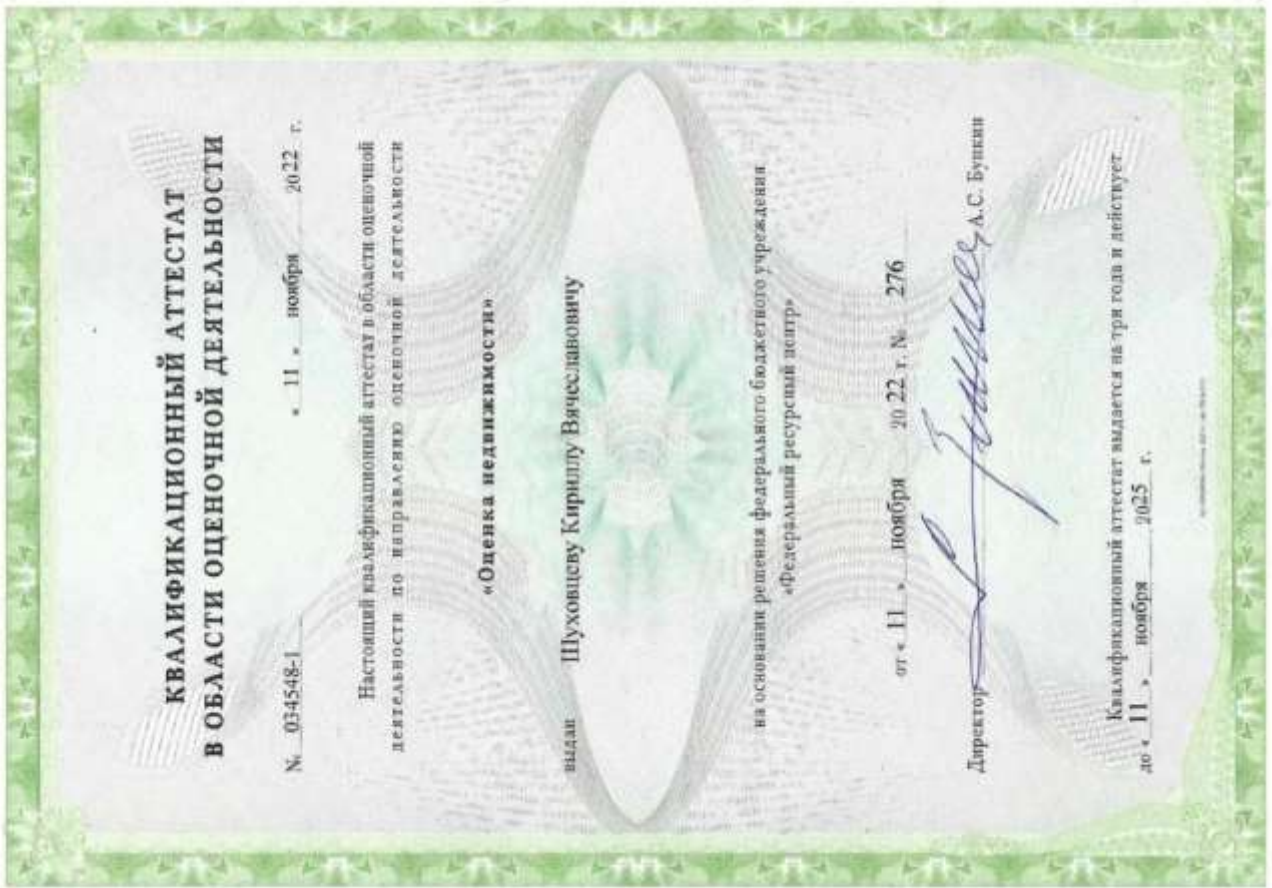 КВАЛИФИКАЦИОННЫЙ АТТЕСТАТ
В ОБЛАСТИ ОЦЕНОЧНОЙ ДЕЯТЕЛЬНОСТИ
№ 034548-1 « 11 » ноября 2022 г.
Настоящий квалификационный аттестат в области оценочной
деятельности по направлению оценочной деятельности
«Оценка недвижимости»
выдан Шуховцеву Кириллу Вячеславовичу
на основании решения федерального бюджетного учреждения
«Федеральный ресурсный центр»
от « 11 » ноября 20 22 г. № 276
Директор А.С. Бункин
Квалификационный аттестат выдается на три года и действует
до « 11 » ноября 2025 г.